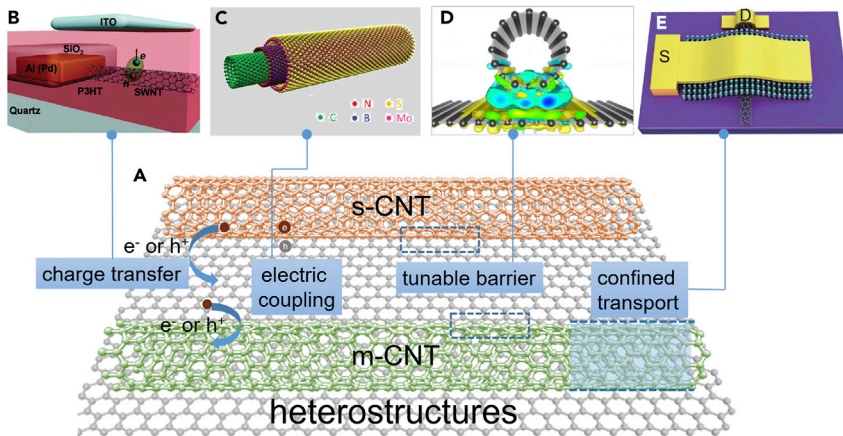 B
ITO
SiO2
e
Al (Pd)
h
P3HT
SWNT
Quartz
C
N
S
C
B
Mo
D
E
D
S
A
s-CNT
e
h
e- or h+
charge transfer
electric
coupling
tunable barrier
confined
transport
e- or h+
m-CNT
heterostructures